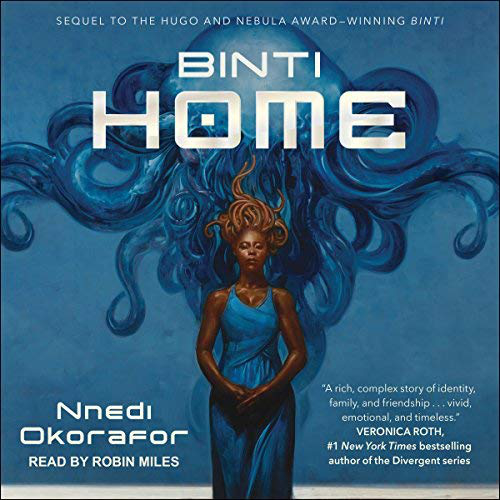 SEQUEL TO THE HUGO AND NEBULA AWARD–WINNING BINTI
BINTI
HOME
Nnedi
Okorafor
READ BY ROBIN MILES
“A rich, complex story of identity,
family, and friendship . . . vivid,
emotional, and timeless.”
VERONICA ROTH,
#1 New York Times bestselling
author of the Divergent series